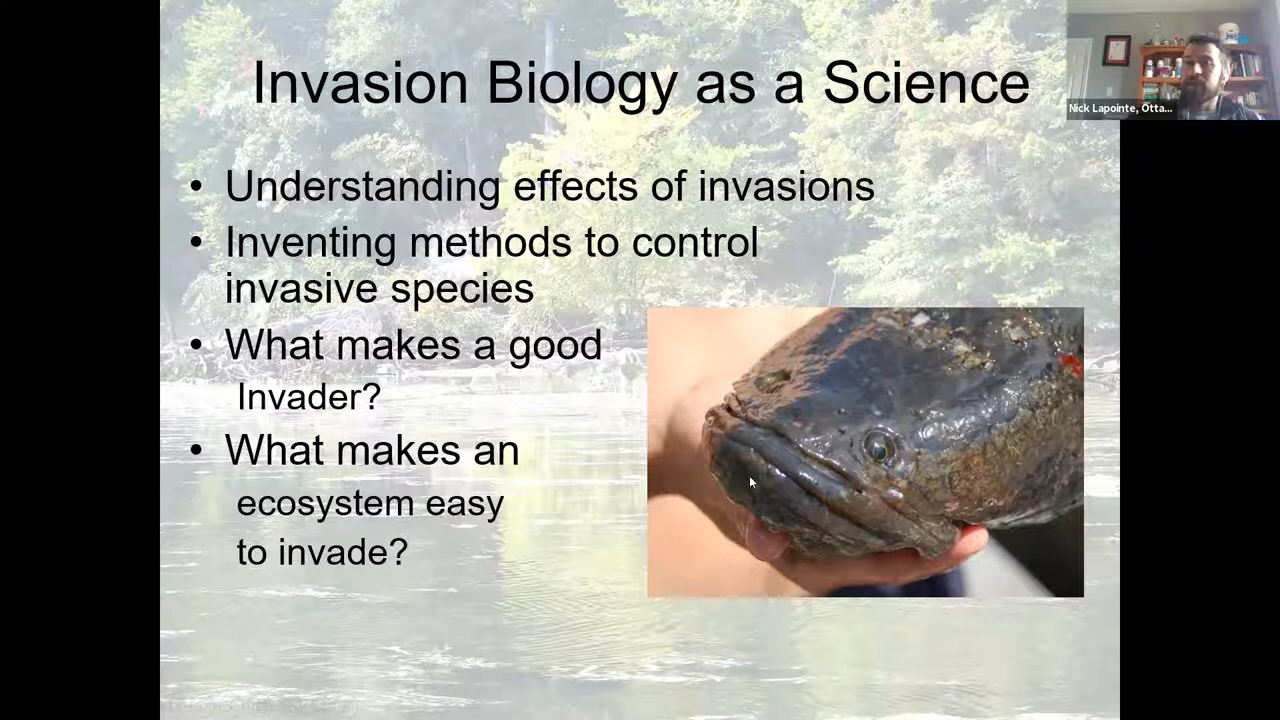 Invasion Biology as a Science
Nick Lapointe, Otta...
• Understanding effects of invasions
• Inventing methods to control
invasive species
• What makes a good
Invader?
• What makes an
ecosystem easy
to invade?